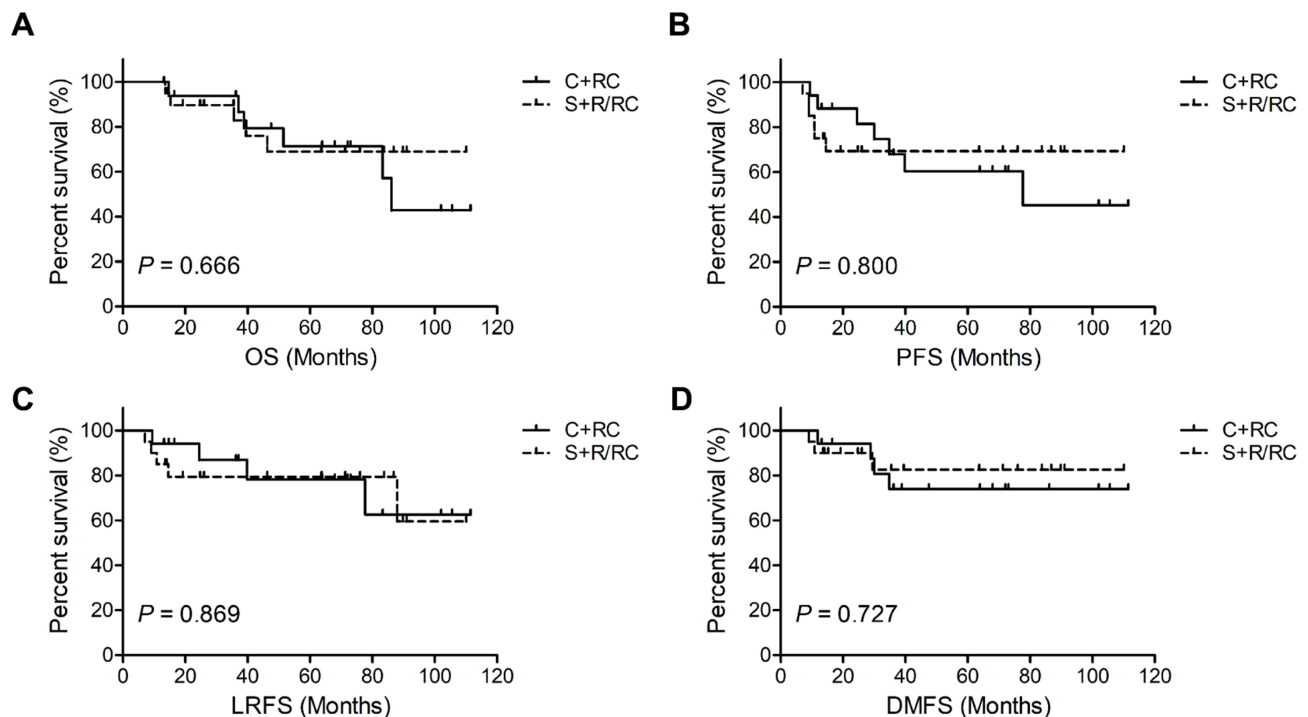 A
Percent survival (%)
100
80
60
40
20
0
0 20 40 60 80 100 120
OS (Months)
P = 0.666
C+RC
S+R/RC
B
Percent survival (%)
100
80
60
40
20
0
0 20 40 60 80 100 120
PFS (Months)
P = 0.800
C+RC
S+R/RC
C
Percent survival (%)
100
80
60
40
20
0
0 20 40 60 80 100 120
LRFS (Months)
P = 0.869
C+RC
S+R/RC
D
Percent survival (%)
100
80
60
40
20
0
0 20 40 60 80 100 120
DMFS (Months)
P = 0.727
C+RC
S+R/RC